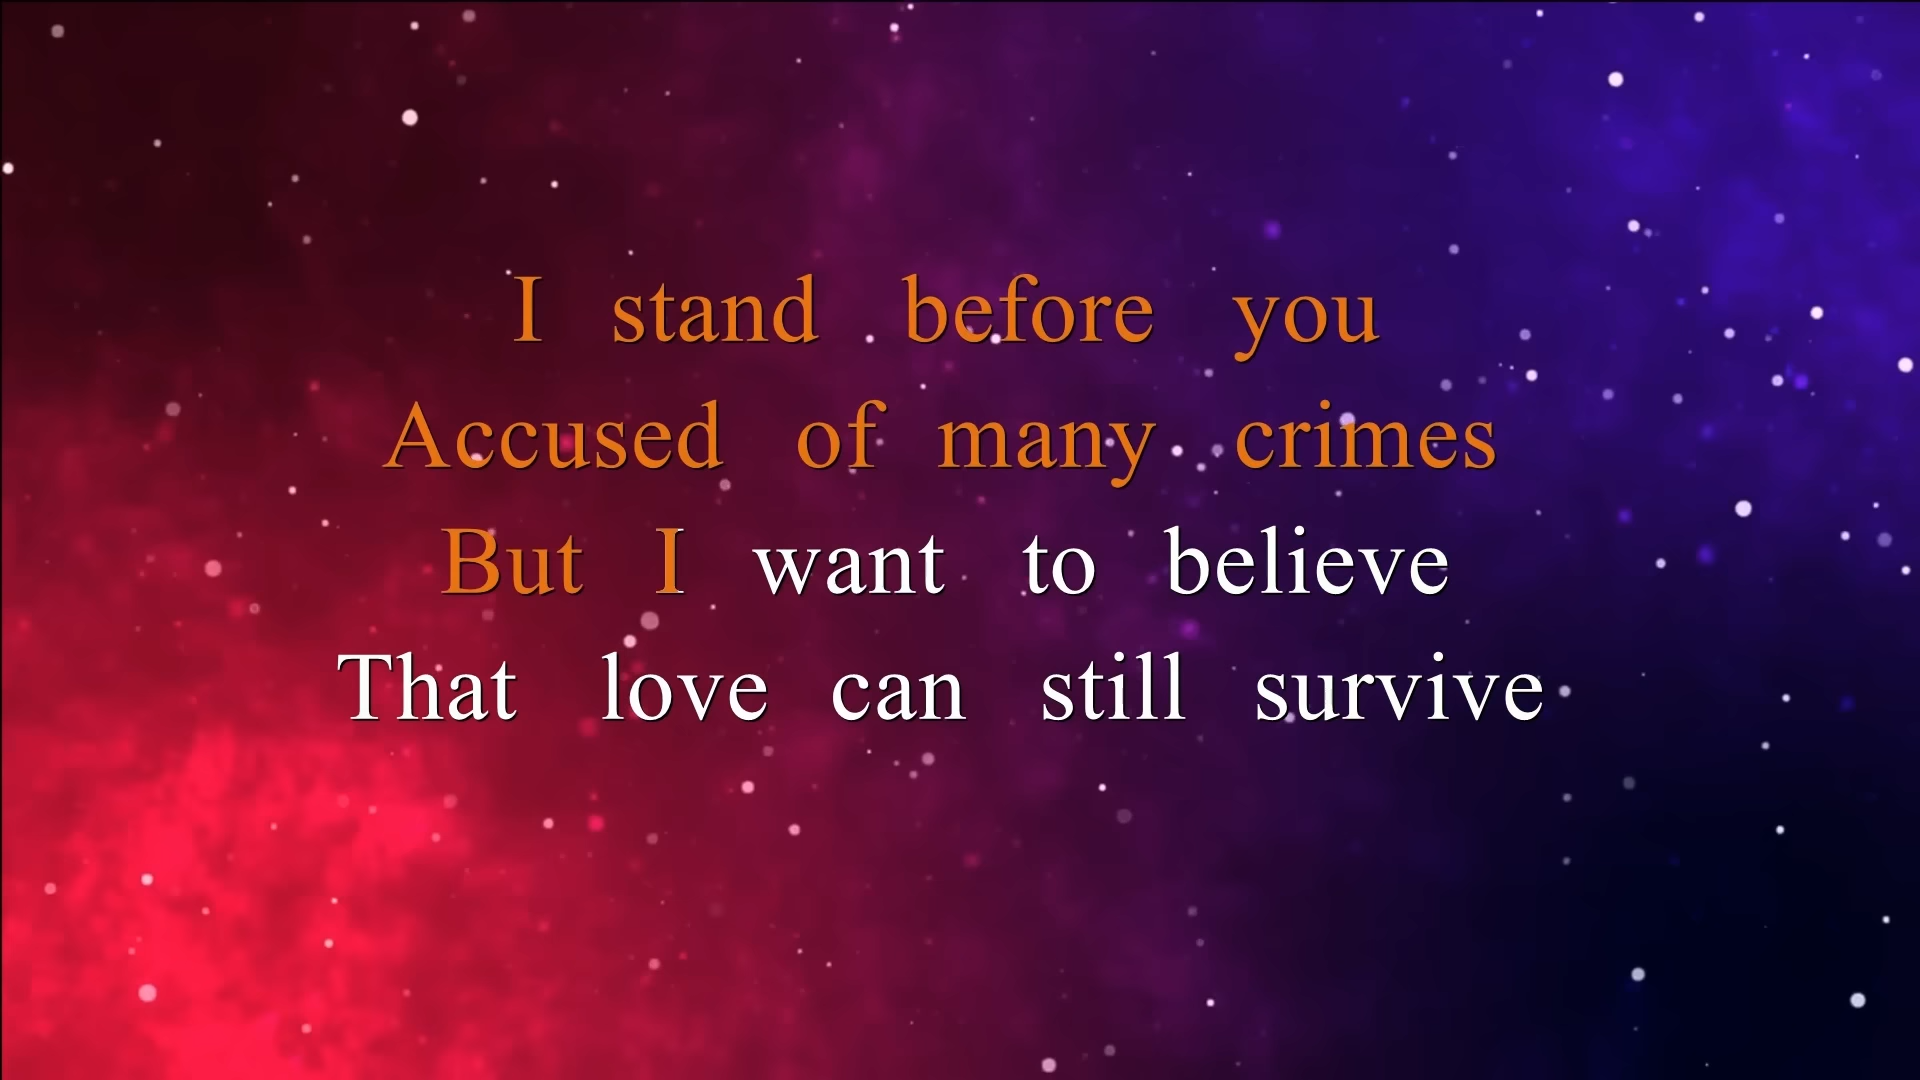 I stand before you
Accused of many crimes
But I want to believe
That love can still survive